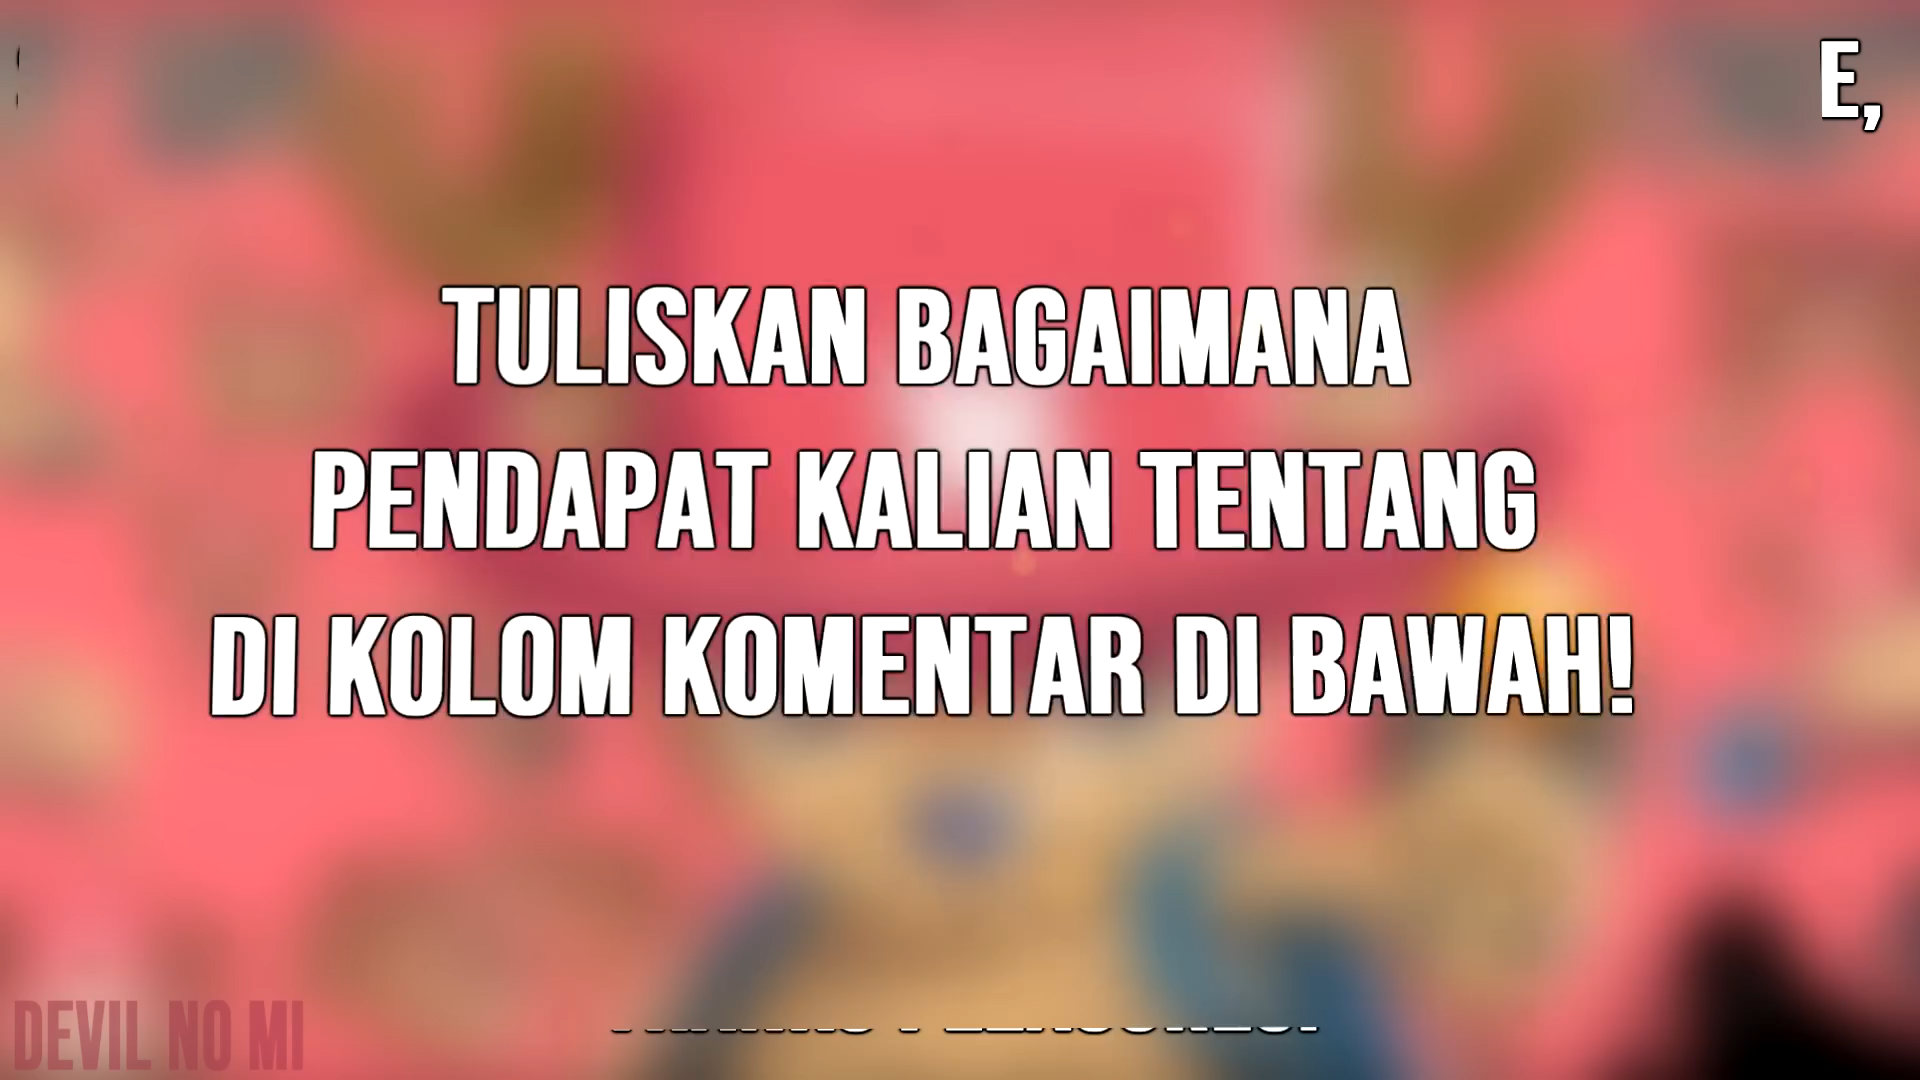 E,
TULISKAN BAGAIMANA
PENDAPAT KALIAN TENTANG
DI KOLOM KOMENTAR DI BAWAH!
DEVIL NO MI